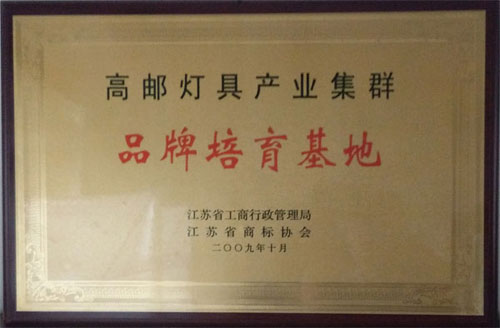 高邮灯具产业集群
品牌培育基地
江苏省工商行政管理局
江苏省商标协会
二〇〇九年十月